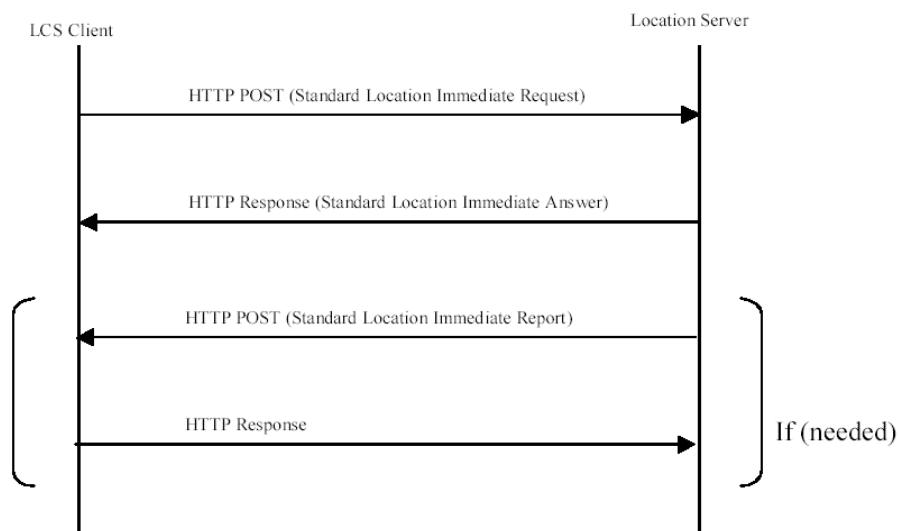 LCS Client
Location Server
HTTP POST (Standard Location Immediate Request)
HTTP Response (Standard Location Immediate Answer)
HTTP POST (Standard Location Immediate Report)
HTTP Response
If (needed)